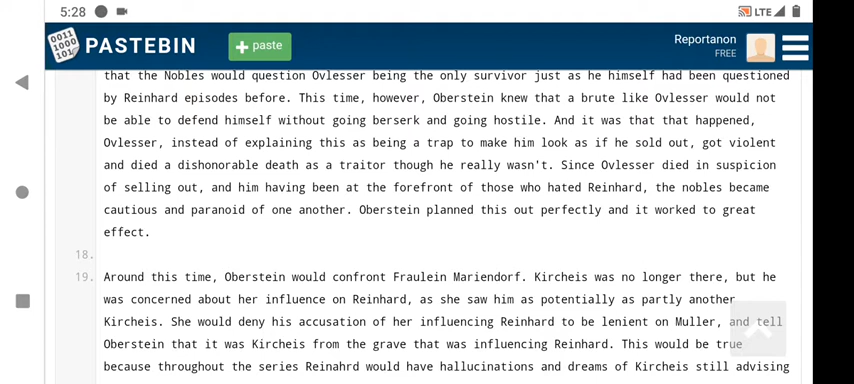 5:28
LTE
0011
1000
101
PASTEBIN
+ paste
Reportanon
FREE
that the Nobles would question Ovlesser being the only survivor just as he himself had been questioned
by Reinhard episodes before. This time, however, Oberstein knew that a brute like Ovlesser would not
be able to defend himself without going berserk and going hostile. And it was that that happened,
Ovlesser, instead of explaining this as being a trap to make him look as if he sold out, got violent
and died a dishonorable death as a traitor though he really wasn't. Since Ovlesser died in suspicion
of selling out, and him having been at the forefront of those who hated Reinhard, the nobles became
cautious and paranoid of one another. Oberstein planned this out perfectly and it worked to great
effect.
18.
19. Around this time, Oberstein would confront Fraulein Mariendorf. Kircheis was no longer there, but he
was concerned about her influence on Reinhard, as she saw him as potentially as partly another
Kircheis. She would deny his accusation of her influencing Reinhard to be lenient on Muller, and tell
Oberstein that it was Kircheis from the grave that was influencing Reinhard. This would be true
because throughout the series Reinahrd would have hallucinations and dreams of Kircheis still advising